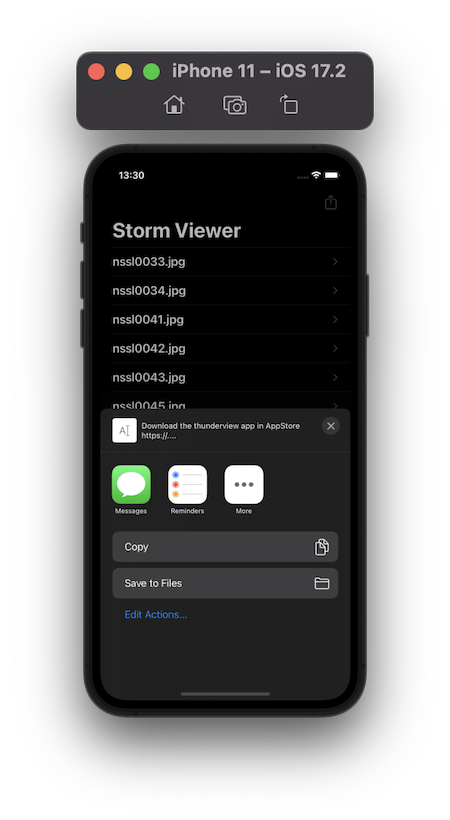 iPhone 11 – iOS 17.2
13:30
Storm Viewer
nssl0033.jpg
nssl0034.jpg
nssl0041.jpg
nssl0042.jpg
nssl0043.jpg
nssl0045.jpg
A
Download the thunderview app in AppStore
https://....
Messages
Reminders
More
Copy
Save to Files
Edit Actions...